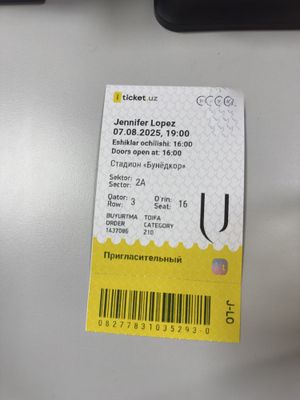 iticket.uz
Jennifer Lopez
07.08.2025, 19:00
Eshiklar ochilishi: 16:00
Doors open at: 16:00
Стадион «Бунёдкор»
Sektor:
Sector: 2A
Qator:
Row: 3
O'rin:
Seat: 16
BUYURTMA TOIFA
ORDER CATEGORY
1437086 210
Пригласительный
J-LO
0827783103529З-0